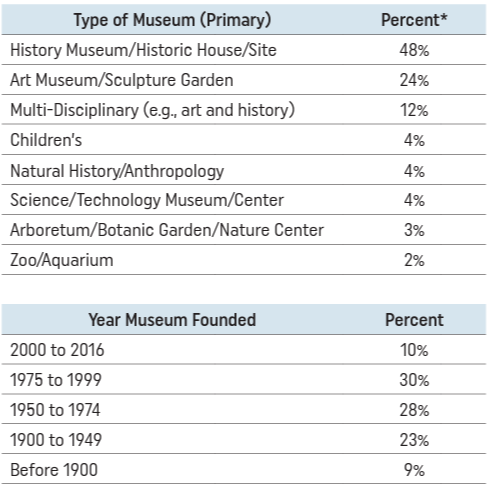 Type of Museum (Primary) Percent*
History Museum/Historic House/Site 48%
Art Museum/Sculpture Garden 24%
Multi-Disciplinary (e.g., art and history) 12%
Children's 4%
Natural History/Anthropology 4%
Science/Technology Museum/Center 4%
Arboretum/Botanic Garden/Nature Center 3%
Zoo/Aquarium 2%
Year Museum Founded Percent
2000 to 2016 10%
1975 to 1999 30%
1950 to 1974 28%
1900 to 1949 23%
Before 1900 9%